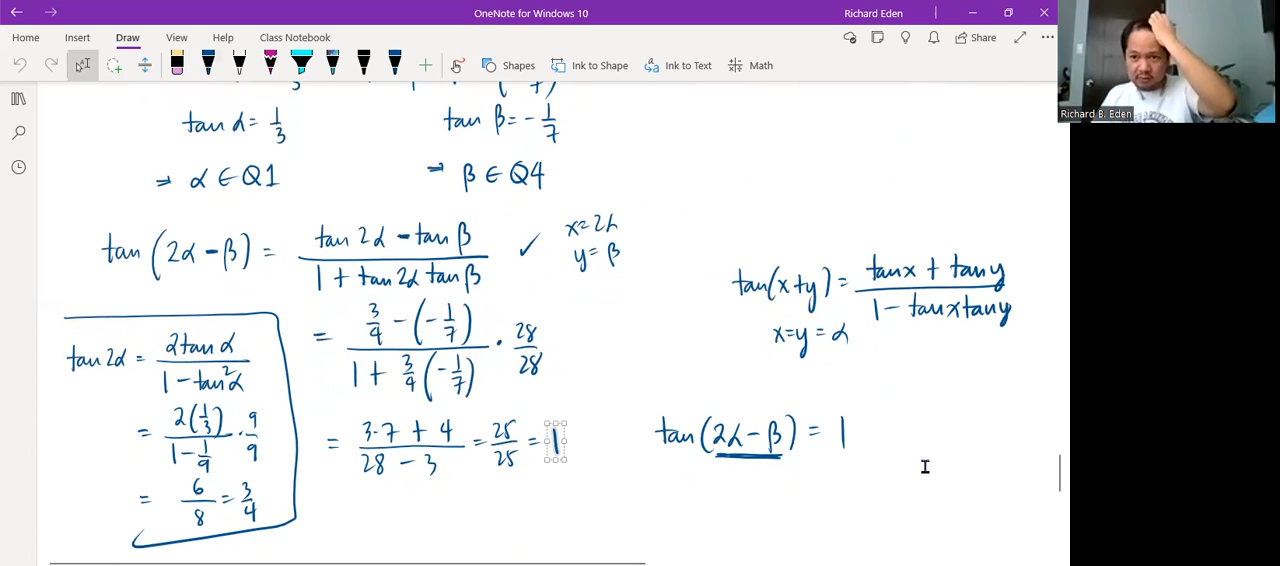 OneNote for Windows 10
Richard Eden
Home Insert Draw View Help Class Notebook
Share
Shapes Ink to Shape Ink to Text Math
Richard B. Eden
tan α = 1/3
tan β = - 1/7
⇒ α ∈ Q1
⇒ β ∈ Q4
tan (2α - β) = (tan 2α - tan β)/(1 + tan 2α tan β) ✓
x = 2α
y = β
= (3/4 - (-1/7))/(1 + 3/4(-1/7)) · 28/28
= (3·7 + 4)/(28 - 3) = 25/25 = 1
tan 2α = (2 tan α)/(1 - tan²α)
= (2(1/3))/(1 - 1/9) · 9/9
= 6/8 = 3/4
tan(x+y) = (tan x + tan y)/(1 - tan x tan y)
x = y = α
tan(2α - β) = 1